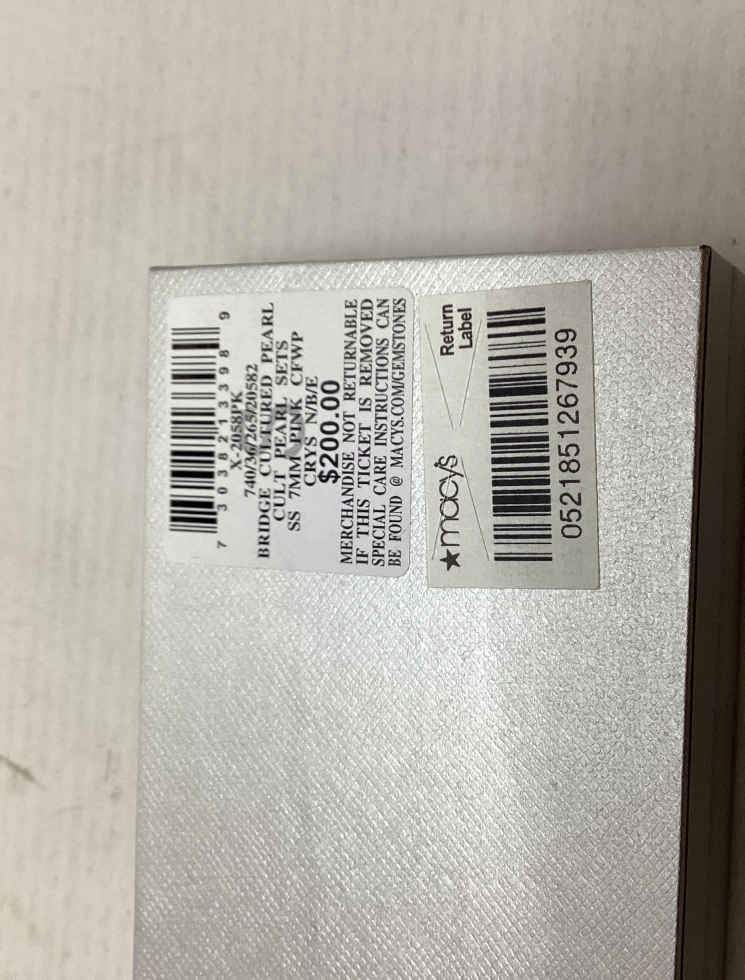 7 30382 13398 9
X-2058PK
740/36/265/20582
BRIDGE CULTURED PEARL
CULT PEARL SETS
SS 7MM PINK CFWP
CRYS N/B/E
$200.00
MERCHANDISE NOT RETURNABLE
IF THIS TICKET IS REMOVED
SPECIAL CARE INSTRUCTIONS CAN
BE FOUND @ MACYS.COM/GEMSTONES
★macy's
Return
Label
0521851267939